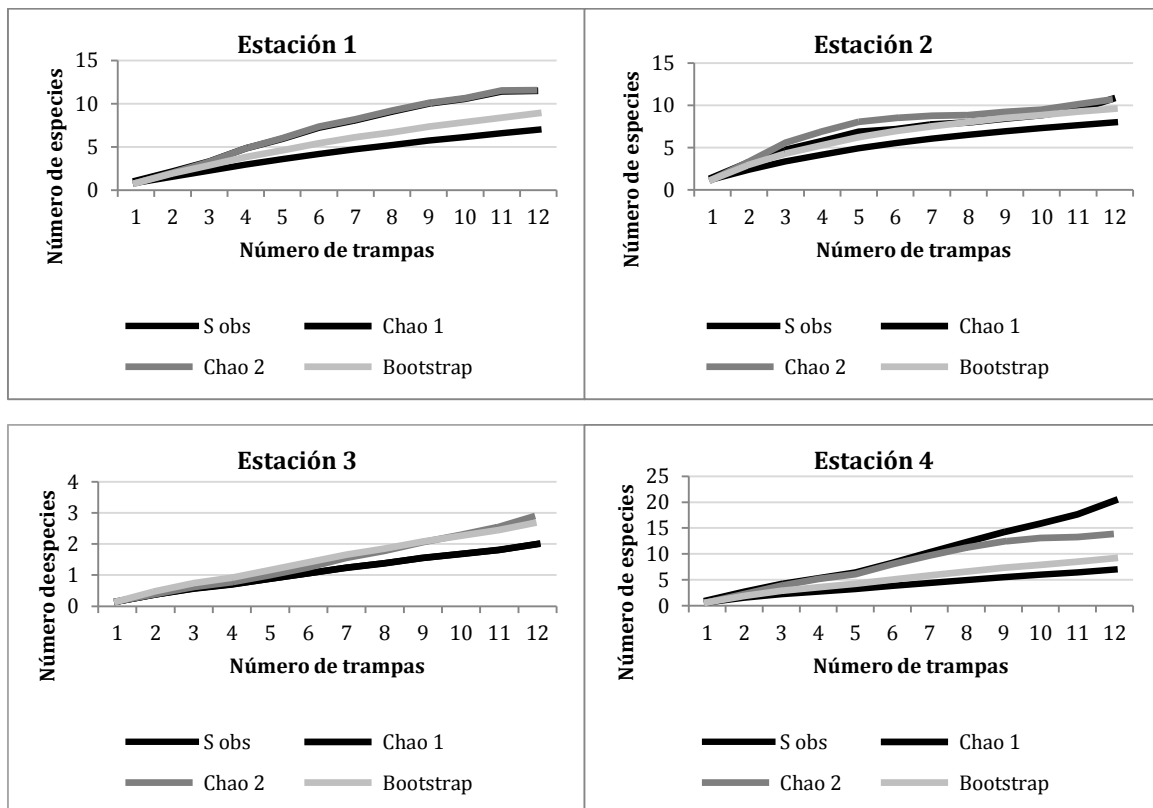 Estación 1
Número de especies
15
10
5
0
1 2 3 4 5 6 7 8 9 10 11 12
Número de trampas
S obs Chao 1
Chao 2 Bootstrap
Estación 2
Número de especies
15
10
5
0
1 2 3 4 5 6 7 8 9 10 11 12
Número de trampas
S obs Chao 1
Chao 2 Bootstrap
Estación 3
Número deespecies
4
3
2
1
0
1 2 3 4 5 6 7 8 9 10 11 12
Número de trampas
S obs Chao 1
Chao 2 Bootstrap
Estación 4
Número de especies
25
20
15
10
5
0
1 2 3 4 5 6 7 8 9 10 11 12
Número de trampas
S obs Chao 1
Chao 2 Bootstrap